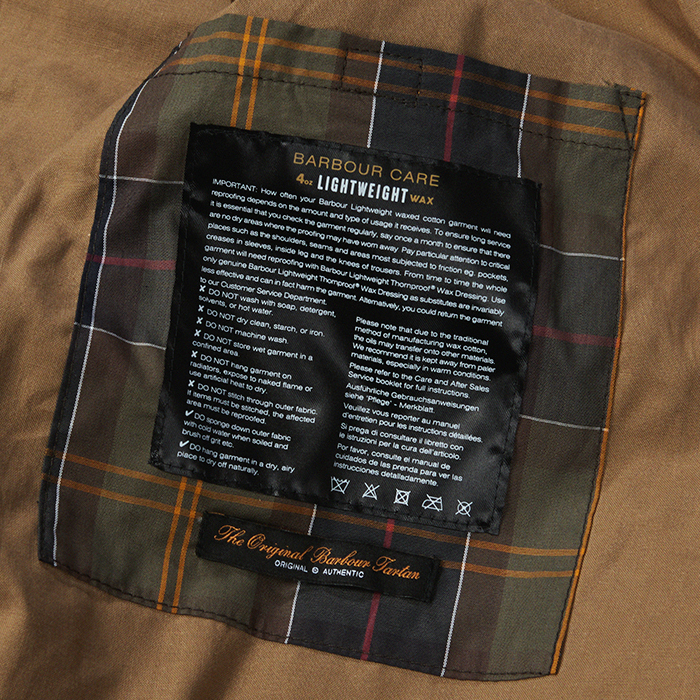 BARBOUR CARE
4oz LIGHTWEIGHT WAX
IMPORTANT: How often your Barbour Lightweight waxed cotton garment will need
reproofing depends on the amount and type of usage it receives. To ensure long service
it is essential that you check the garment regularly, say once a month to ensure that there
are no dry areas where the proofing may have worn away. Pay particular attention to critical
places such as the shoulders, seams and areas most subjected to friction eg. pockets,
creases in sleeves, inside leg and the knees of trousers. From time to time the whole
garment will need reproofing with Barbour Lightweight Thornproof® Wax Dressing. Use
only genuine Barbour Lightweight Thornproof® Wax Dressing as substitutes are invariably
less effective and can in fact harm the garment. Alternatively, you could return the garment
to our Customer Service Department.
✗ DO NOT wash with soap, detergent,
solvents, or hot water.
✗ DO NOT dry clean, starch, or iron.
✗ DO NOT machine wash.
✗ DO NOT store wet garment in a
confined area
✗ DO NOT hang garment on
radiators, expose to naked flame or
use artificial heat to dry.
✗ DO NOT stitch through outer fabric.
If items must be stitched, the affected
area must be reproofed.
✓ DO sponge down outer fabric
with cold water when soiled and
brush off grit etc.
✓ DO hang garment in a dry, airy
place to dry off naturally.
Please note that due to the traditional
method of manufacturing wax cotton,
the oils may transfer onto other materials.
We recommend it is kept away from paler
materials, especially in warm conditions.
Please refer to the Care and After Sales
Service booklet for full instructions.
Ausführliche Gebrauchsanweisungen
siehe "Pflege" - Merkblatt.
Veuillez vous reporter au manuel
d'entretien pour les instructions détaillées.
Si prega di consultare il libretto con
le istruzioni per la cura dell'articolo.
Por favor, consulte el manuel de
cuidados de las prenda para ver las
instrucciones detalladamente.
The Original Barbour Tartan
ORIGINAL & AUTHENTIC